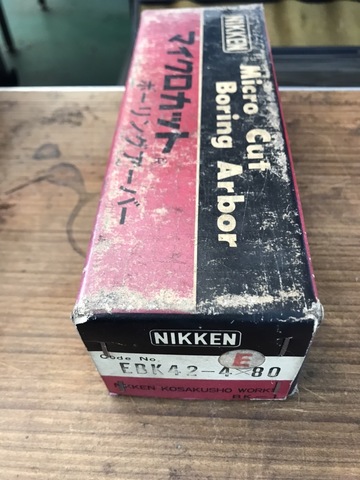 NIKKEN
Micro Cut
Boring Arbor
マイクロカット
ボーリングアーバー
NIKKEN
Code No.
E
EBK42-4×80
NIKKEN KOSAKUSHO WORKS